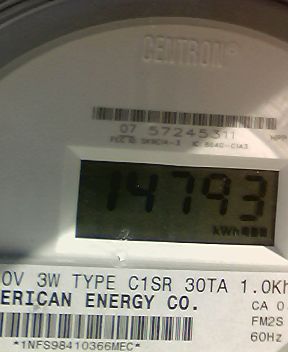 CENTRON®
07 57245311
14793
kWh
0V 3W TYPE C1SR 30TA 1.0Kh
ERICAN ENERGY CO.
CA 0
FM2S
60Hz
*1NFS98410366MEC*